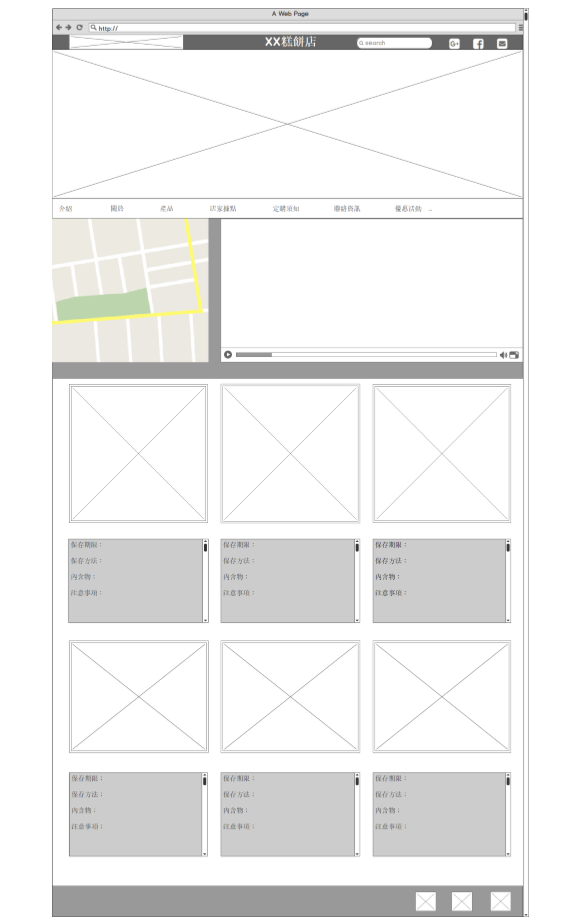 A Web Page
http://
XX糕餅店
search
G+
介紹 關於 產品 店家據點 定購須知 聯絡資訊 優惠活動 ...
保存期限：
保存方法：
內含物：
注意事項：
保存期限：
保存方法：
內含物：
注意事項：
保存期限：
保存方法：
內含物：
注意事項：
保存期限：
保存方法：
內含物：
注意事項：
保存期限：
保存方法：
內含物：
注意事項：
保存期限：
保存方法：
內含物：
注意事項：